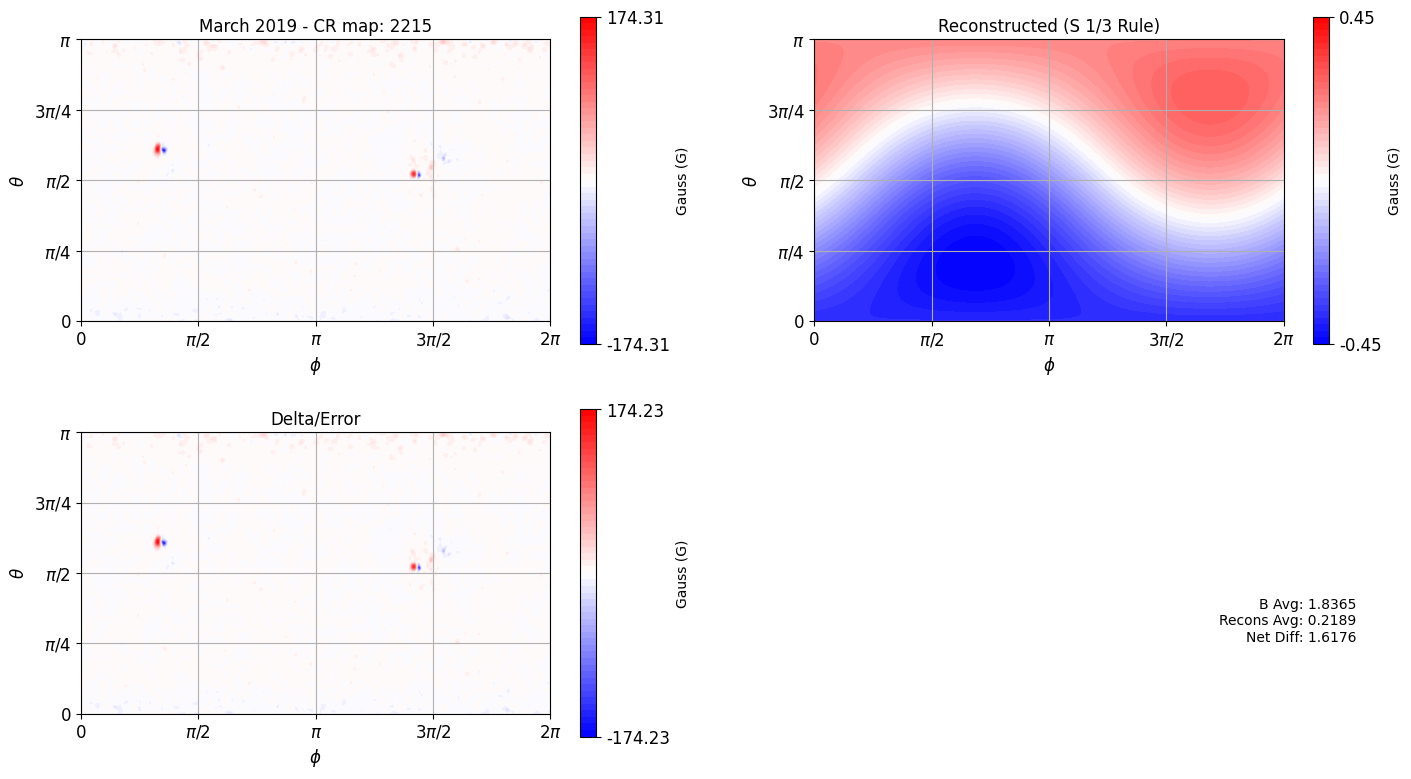 March 2019 - CR map: 2215
π
3π/4
π/2
π/4
0
θ
0
π/2
π
3π/2
2π
ϕ
174.31
-174.31
Gauss (G)
Reconstructed (S 1/3 Rule)
π
3π/4
π/2
π/4
0
θ
0
π/2
π
3π/2
2π
ϕ
0.45
-0.45
Gauss (G)
Delta/Error
π
3π/4
π/2
π/4
0
θ
0
π/2
π
3π/2
2π
ϕ
174.23
-174.23
Gauss (G)
B Avg: 1.8365
Recons Avg: 0.2189
Net Diff: 1.6176